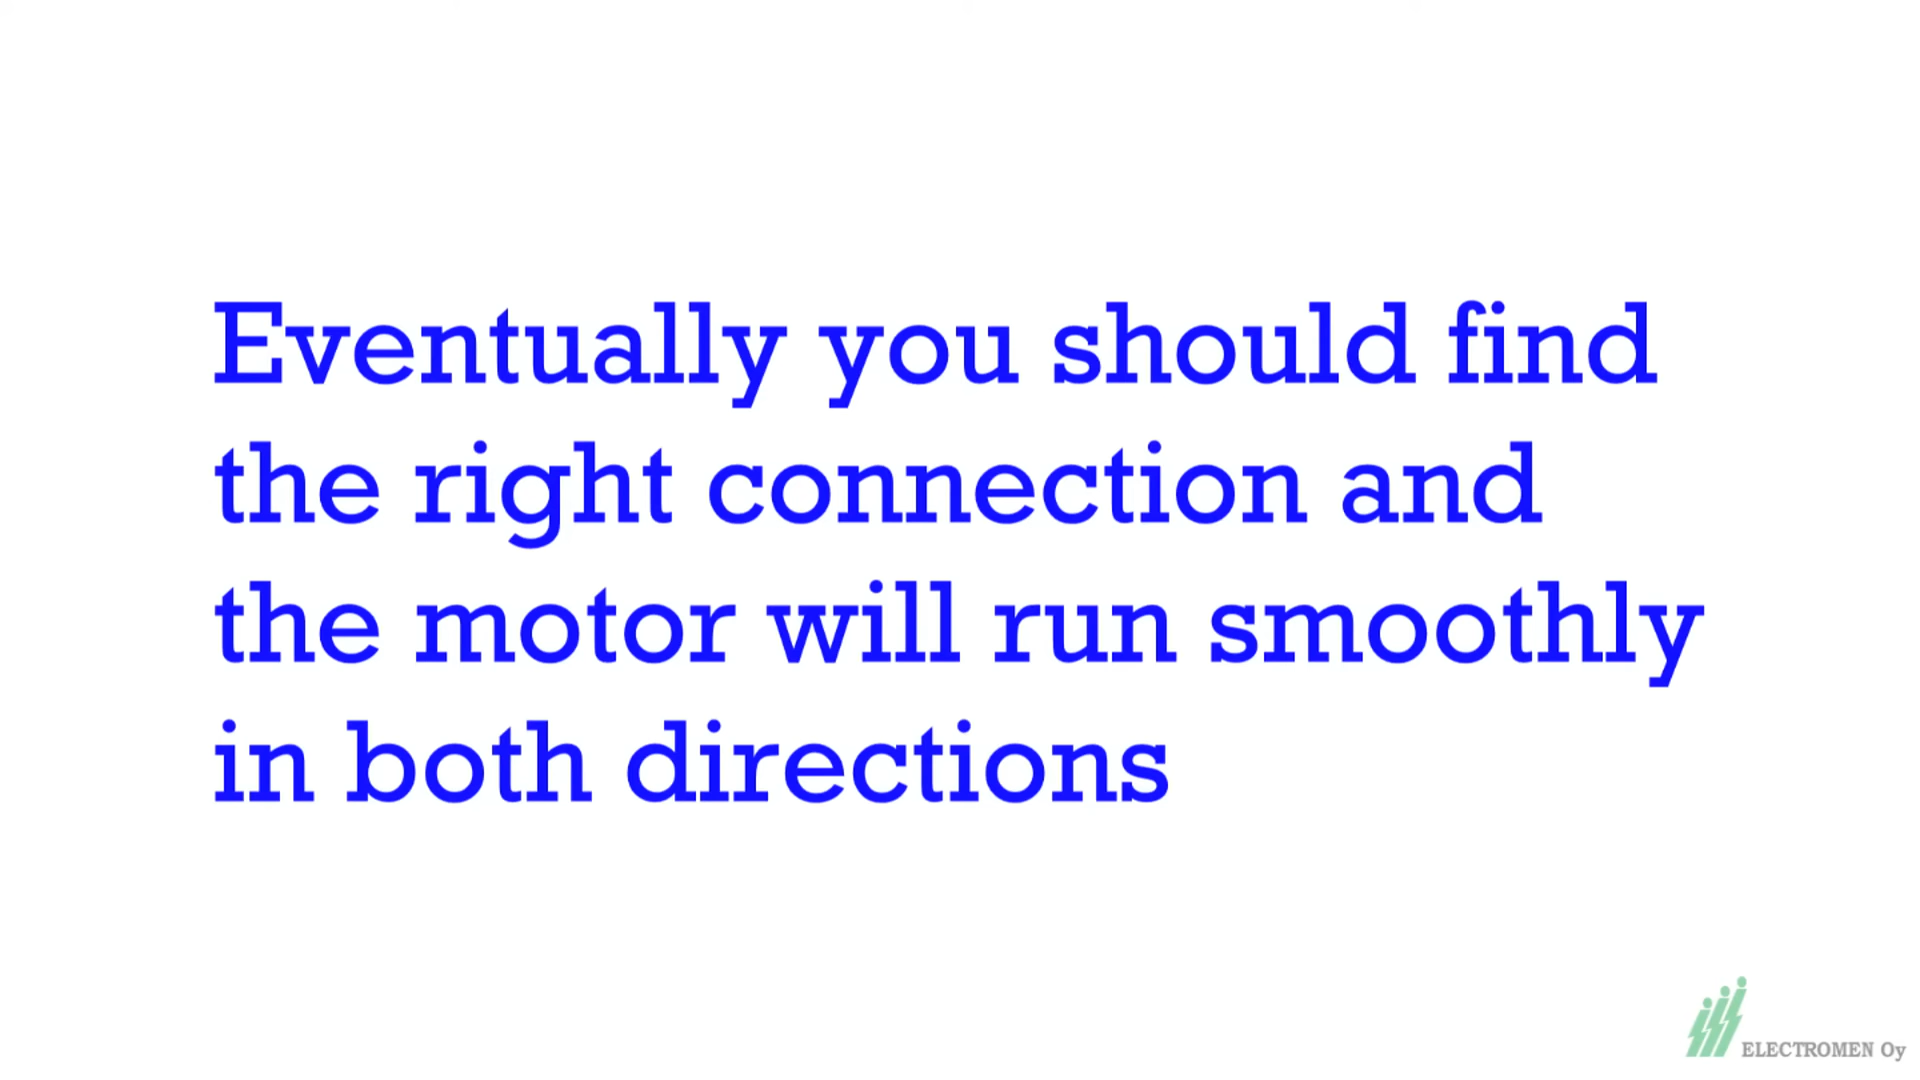 Eventually you should find
the right connection and
the motor will run smoothly
in both directions
ELECTROMEN Oy